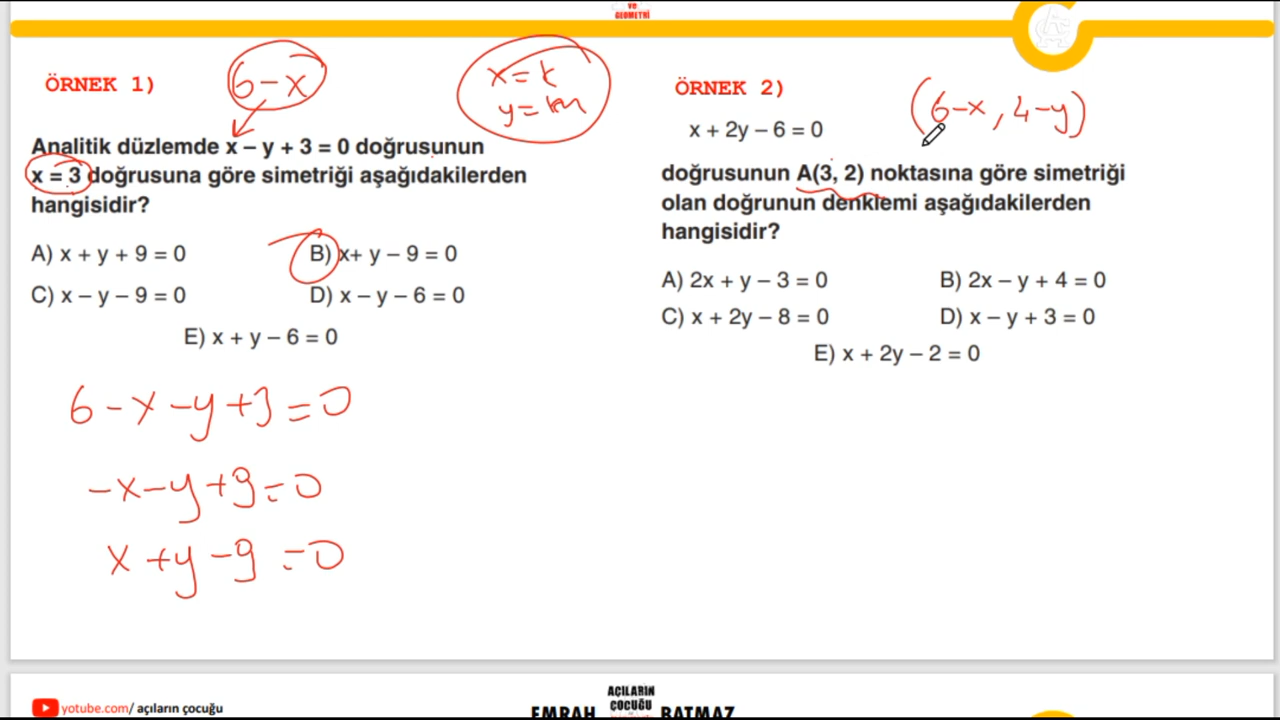 ve
GEOMETRİ
ÖRNEK 1)
6 – x
x = k
y = km
Analitik düzlemde x – y + 3 = 0 doğrusunun
x = 3 doğrusuna göre simetriği aşağıdakilerden
hangisidir?
A) x + y + 9 = 0
B) x+ y – 9 = 0
C) x – y – 9 = 0
D) x – y – 6 = 0
E) x + y – 6 = 0
6 – x – y + 3 = 0
– x – y + 9 = 0
x + y – 9 = 0
ÖRNEK 2)
(6 – x , 4 – y)
x + 2y – 6 = 0
doğrusunun A(3, 2) noktasına göre simetriği
olan doğrunun denklemi aşağıdakilerden
hangisidir?
A) 2x + y – 3 = 0
B) 2x – y + 4 = 0
C) x + 2y – 8 = 0
D) x – y + 3 = 0
E) x + 2y – 2 = 0
yotube.com/ açıların çocuğu
AÇILARIN
ÇOCUĞU
EMRAH BATMAZ